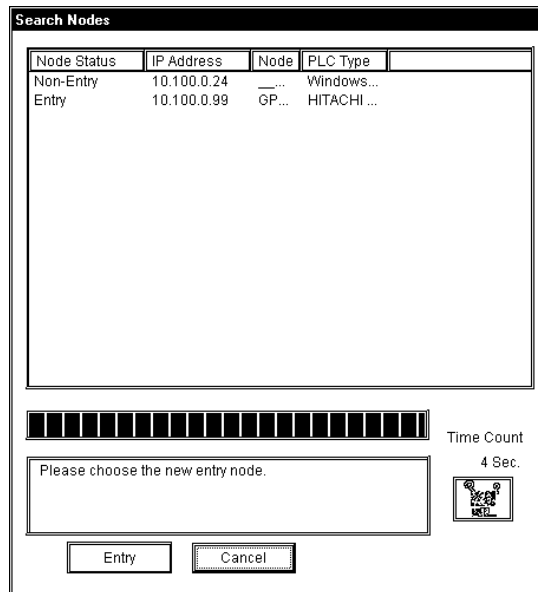 Search Nodes
Node Status IP Address Node PLC Type
Non-Entry 10.100.0.24 __... Windows...
Entry 10.100.0.99 GP... HITACHI ...
Time Count
4 Sec.
Please choose the new entry node.
Entry Cancel